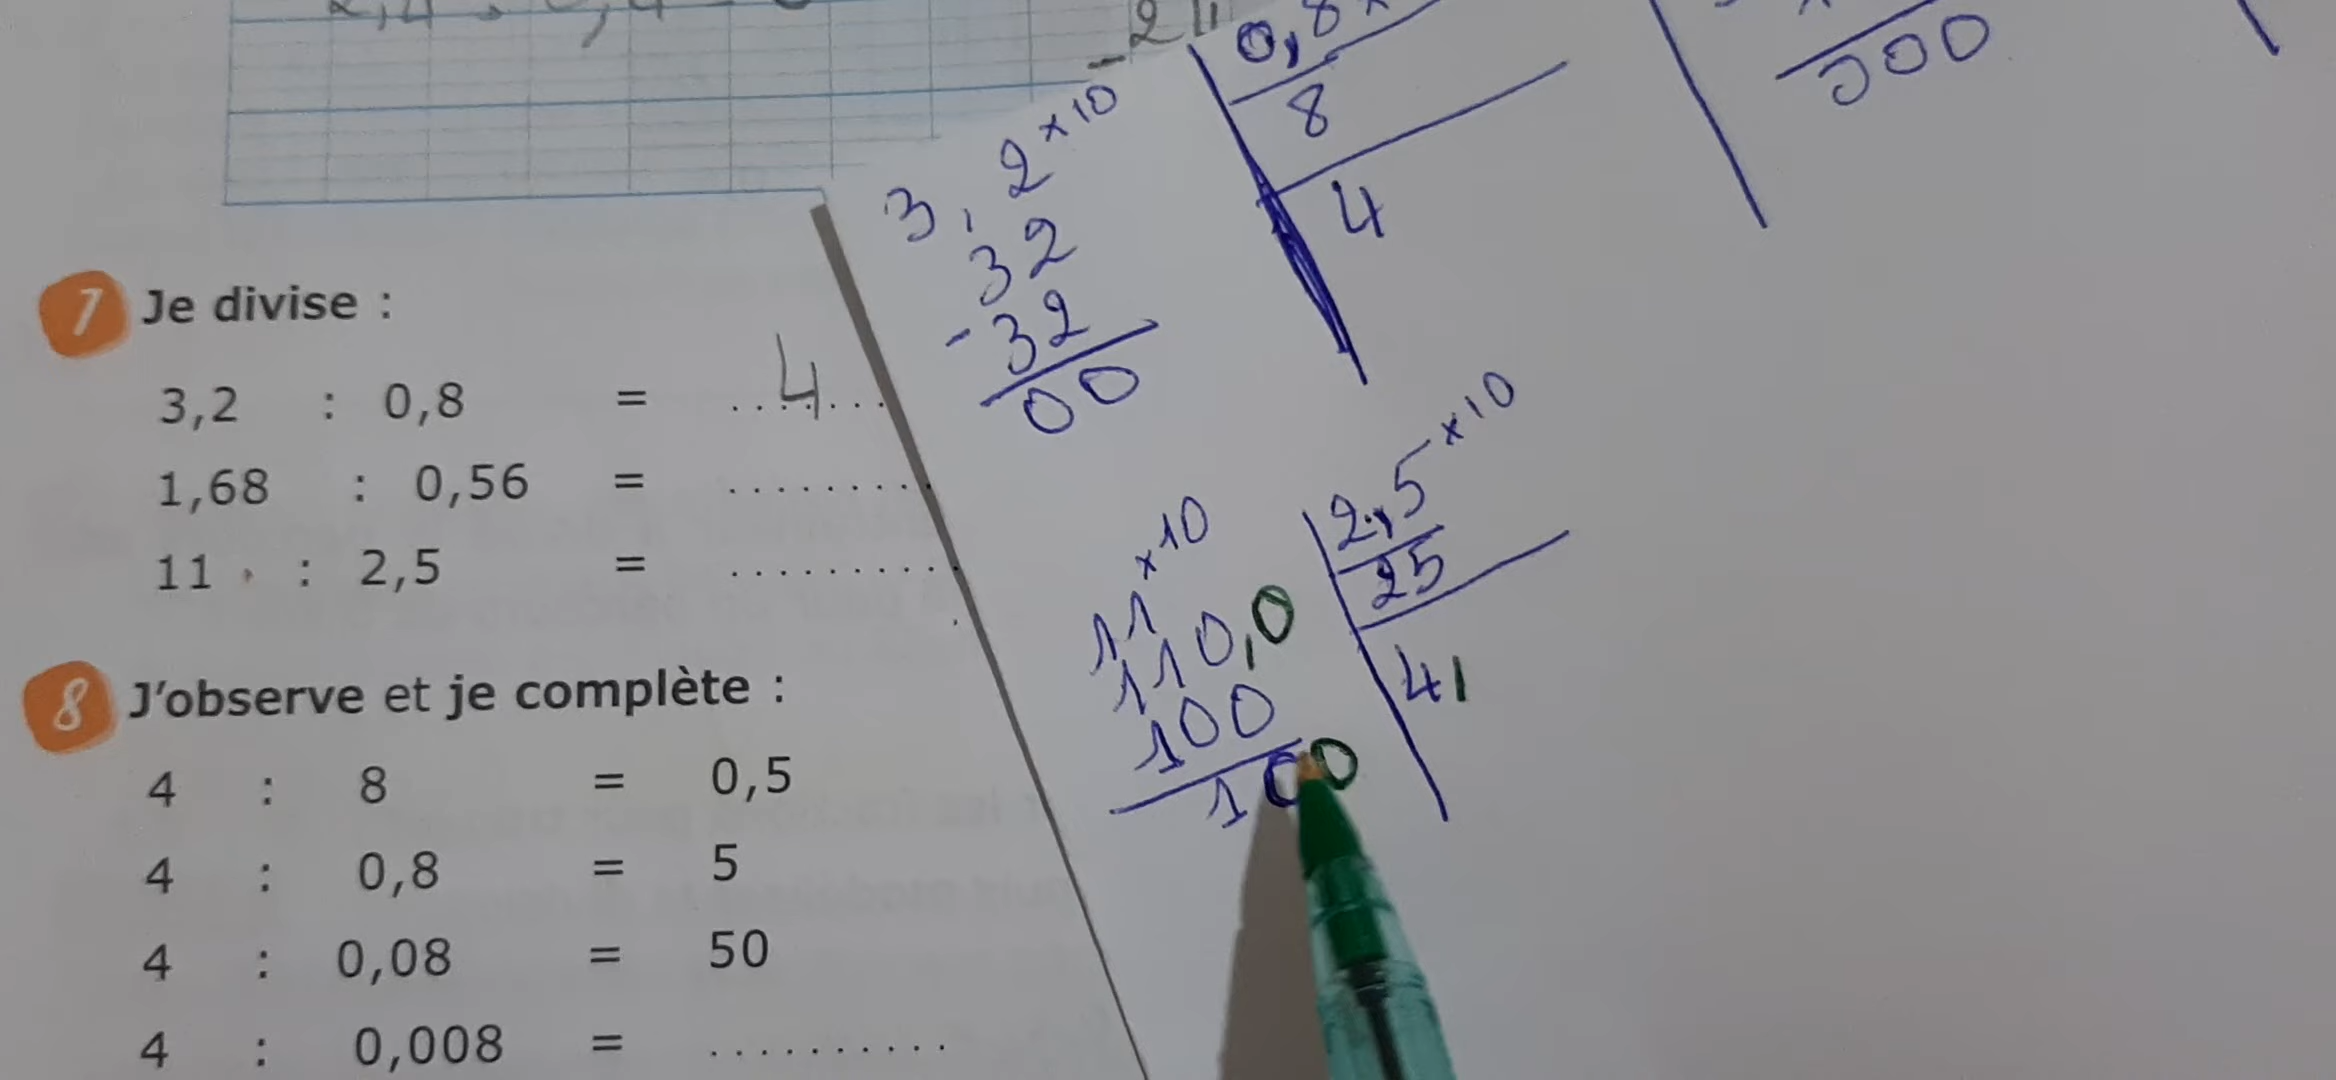 7 Je divise :
3,2 : 0,8 = ...4...
1,68 : 0,56 = .........
11 : 2,5 = ..........
8 J'observe et je complète :
4 : 8 = 0,5
4 : 0,8 = 5
4 : 0,08 = 50
4 : 0,008 = ..........
3,2 ×10
32
- 32
00
0,8
8
4
11 ×10
110,0
100
100
2,5 ×10
25
41